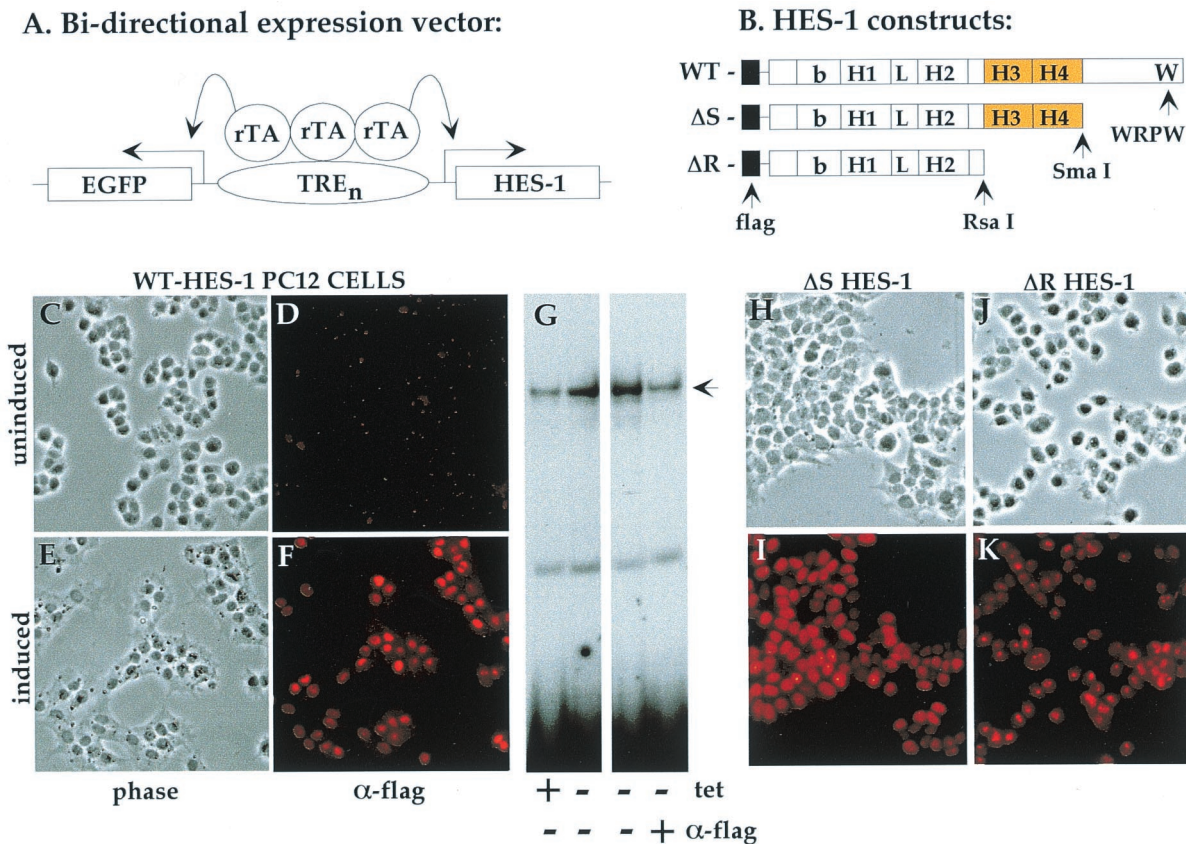 A. Bi-directional expression vector:
rTA rTA rTA
EGFP TREn HES-1
B. HES-1 constructs:
WT - b H1 L H2 H3 H4 W
WRPW
ΔS - b H1 L H2 H3 H4
Sma I
ΔR - b H1 L H2
flag Rsa I
WT-HES-1 PC12 CELLS
ΔS HES-1 ΔR HES-1
uninduced
C D G H J
induced
E F I K
phase α-flag
+ - - - tet
- - - + α-flag